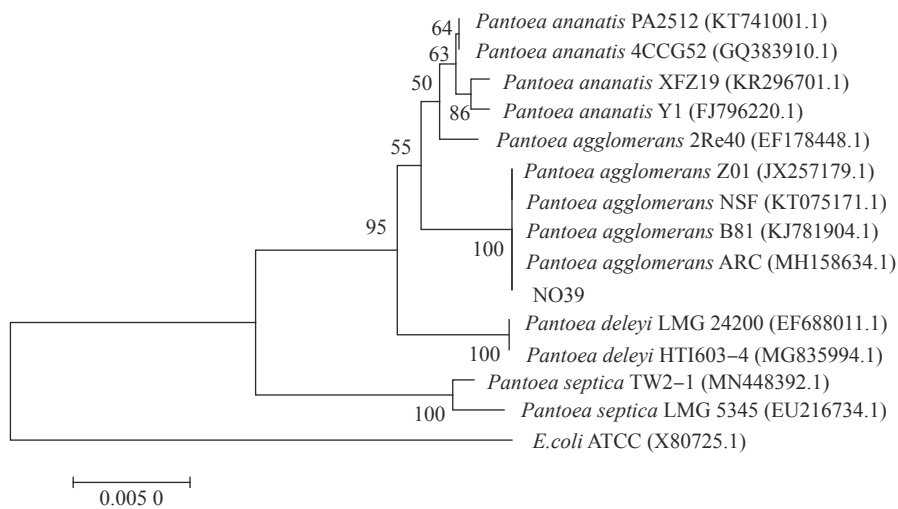 64
Pantoea ananatis PA2512 (KT741001.1)
Pantoea ananatis 4CCG52 (GQ383910.1)
63
Pantoea ananatis XFZ19 (KR296701.1)
50
86
Pantoea ananatis Y1 (FJ796220.1)
Pantoea agglomerans 2Re40 (EF178448.1)
55
Pantoea agglomerans Z01 (JX257179.1)
Pantoea agglomerans NSF (KT075171.1)
95
Pantoea agglomerans B81 (KJ781904.1)
100
Pantoea agglomerans ARC (MH158634.1)
NO39
Pantoea deleyi LMG 24200 (EF688011.1)
100
Pantoea deleyi HTI603−4 (MG835994.1)
Pantoea septica TW2−1 (MN448392.1)
100
Pantoea septica LMG 5345 (EU216734.1)
E.coli ATCC (X80725.1)
0.005 0